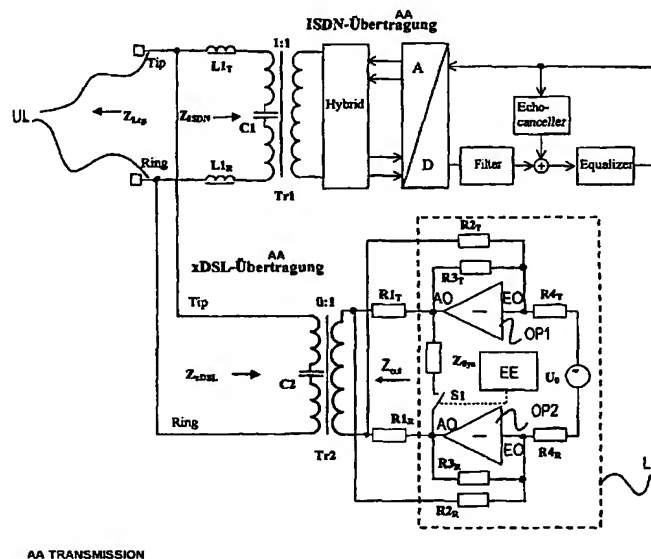 AA
ISDN-Übertragung
1:1
Tip
L1T
UL
ZLtg
ZISDN
C1
Hybrid
A
D
Echo-
canceller
Filter
Equalizer
Ring
L1R
Tr1
AA
xDSL-Übertragung
R2T
R3T
ü:1
Tip
R1T
AO
EO
R4T
OP1
ZxDSL
C2
EE
U0
S1
OP2
Ring
R1R
AO
EO
R4R
Tr2
R3R
R2R
L
AA TRANSMISSION